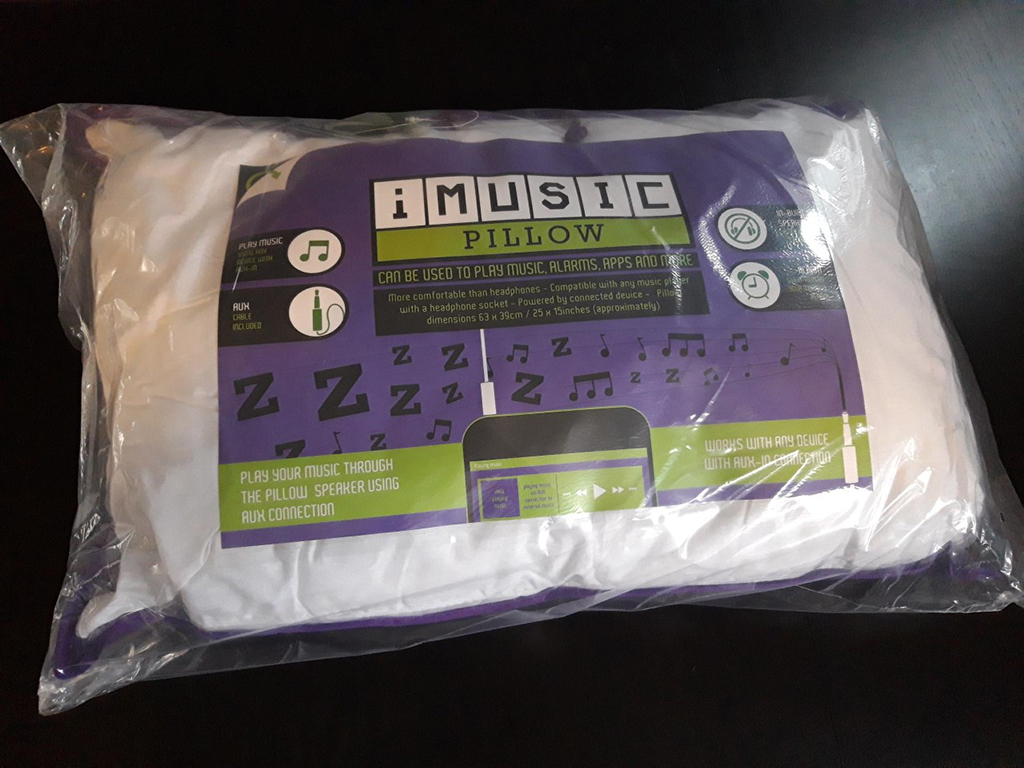 iMUSIC
PILLOW
CAN BE USED TO PLAY MUSIC, ALARMS, APPS AND MORE
More comfortable than headphones - Compatible with any music player
with a headphone socket - Powered by connected device - Pillow
dimensions 63 x 39cm / 25 x 15inches (approximately)
PLAY MUSIC
AUX
CABLE
INCLUDED
IN-BUILT
Z Z Z Z Z Z Z Z Z Z Z Z
PLAY YOUR MUSIC THROUGH
THE PILLOW SPEAKER USING
AUX CONNECTION
WORKS WITH ANY DEVICE
WITH AUX-IN CONNECTION